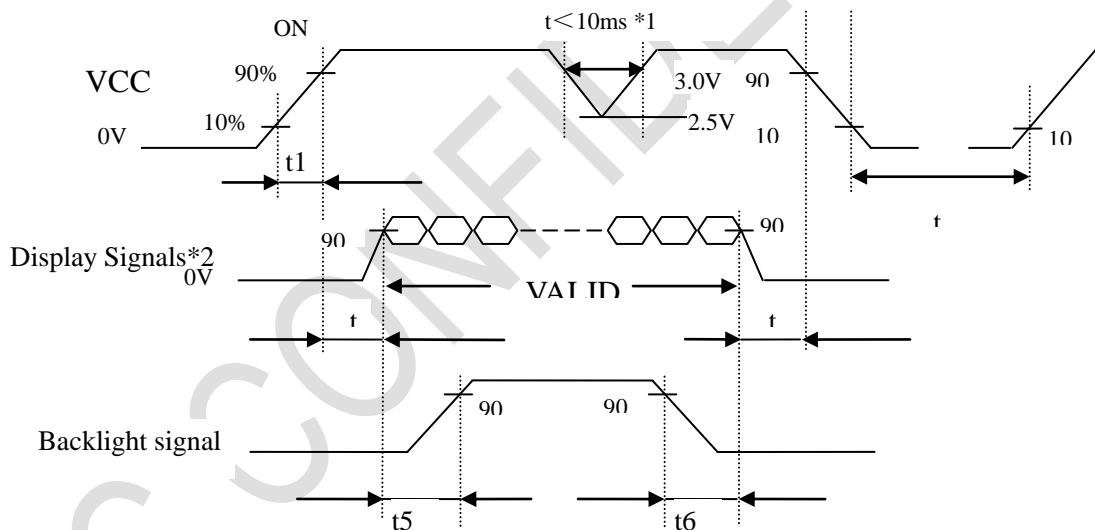 ON
t<10ms *1
VCC
90%
3.0V
90
0V
10%
2.5V
10
10
t1
t
Display Signals*2
90
90
0V
VALID
t
t
90
90
Backlight signal
t5
t6